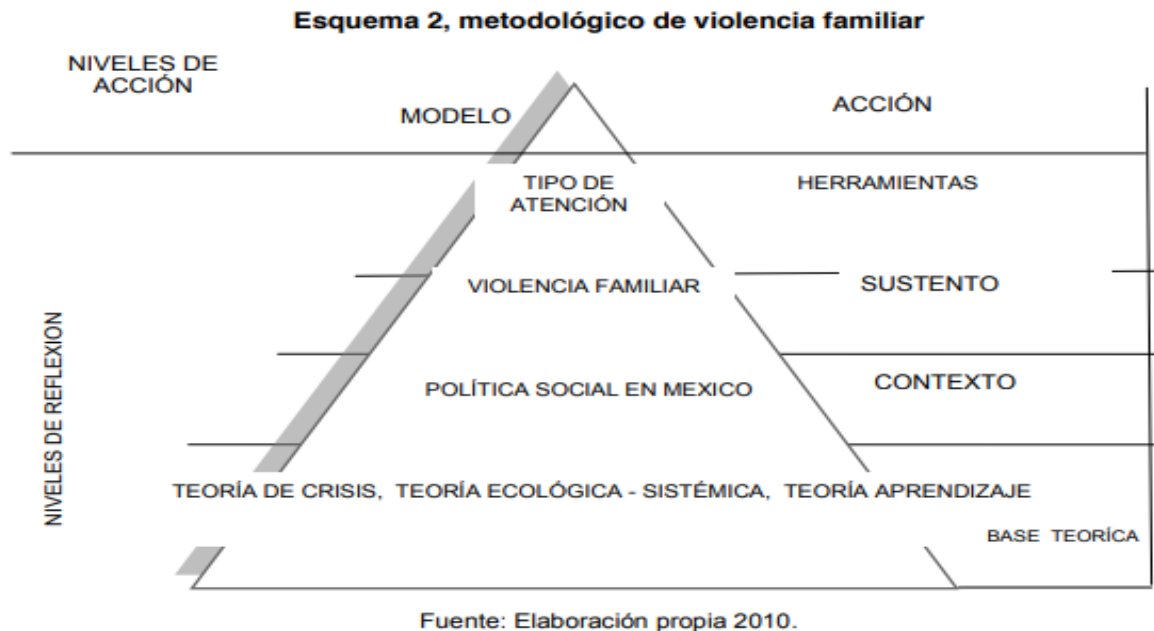 Esquema 2, metodológico de violencia familiar
NIVELES DE
ACCIÓN
MODELO
ACCIÓN
TIPO DE
ATENCIÓN
HERRAMIENTAS
VIOLENCIA FAMILIAR
SUSTENTO
NIVELES DE REFLEXION
POLÍTICA SOCIAL EN MEXICO
CONTEXTO
TEORÍA DE CRISIS, TEORÍA ECOLÓGICA - SISTÉMICA, TEORÍA APRENDIZAJE
BASE TEORÍCA
Fuente: Elaboración propia 2010.